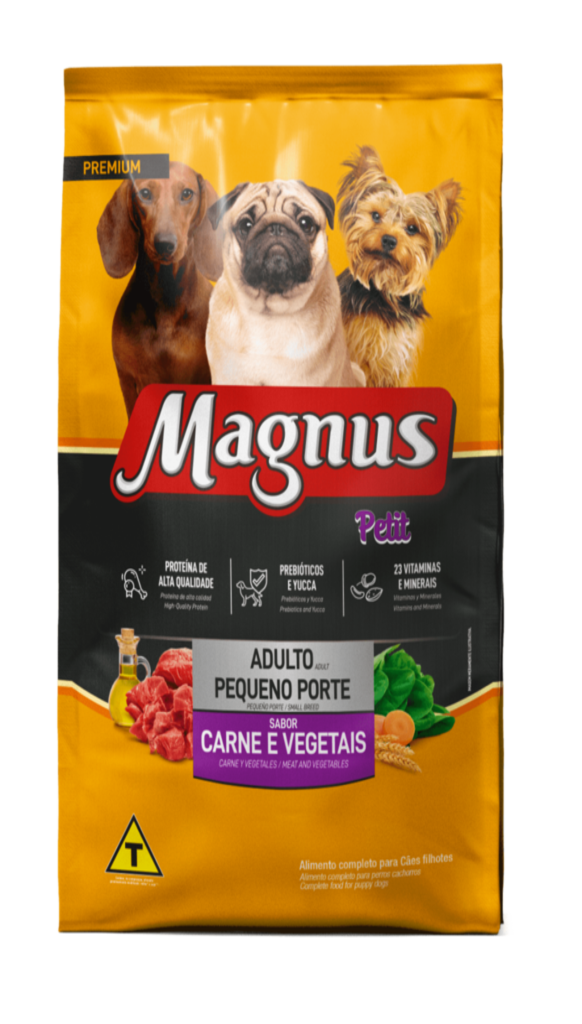 PREMIUM
Magnus
Petit
PROTEÍNA DE
ALTA QUALIDADE
Proteína de alta calidad
High-Quality Protein
PREBIÓTICOS
E YUCCA
Prebióticos y Yucca
Prebiotics and Yucca
23 VITAMINAS
E MINERAIS
Vitaminas y Minerales
Vitamins and Minerals
ADULTO ADULT
PEQUENO PORTE
PEQUEÑO PORTE / SMALL BREED
SABOR
CARNE E VEGETAIS
CARNE Y VEGETALES / MEAT AND VEGETABLES
T
Alimento completo para Cães filhotes
Alimento completo para perros cachorros
Complete food for puppy dogs